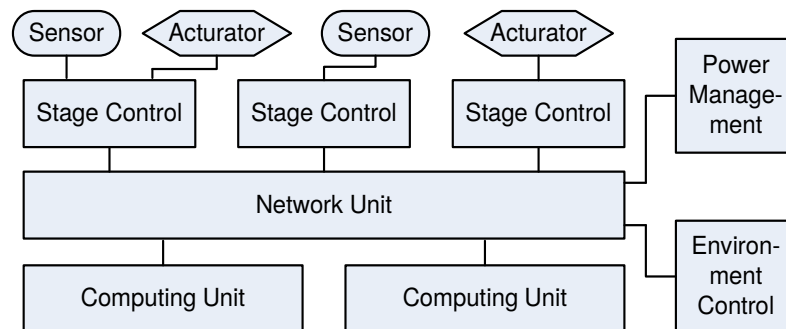 Sensor
Acturator
Sensor
Acturator
Stage Control
Stage Control
Stage Control
Power
Manage-
ment
Network Unit
Environ-
ment
Control
Computing Unit
Computing Unit